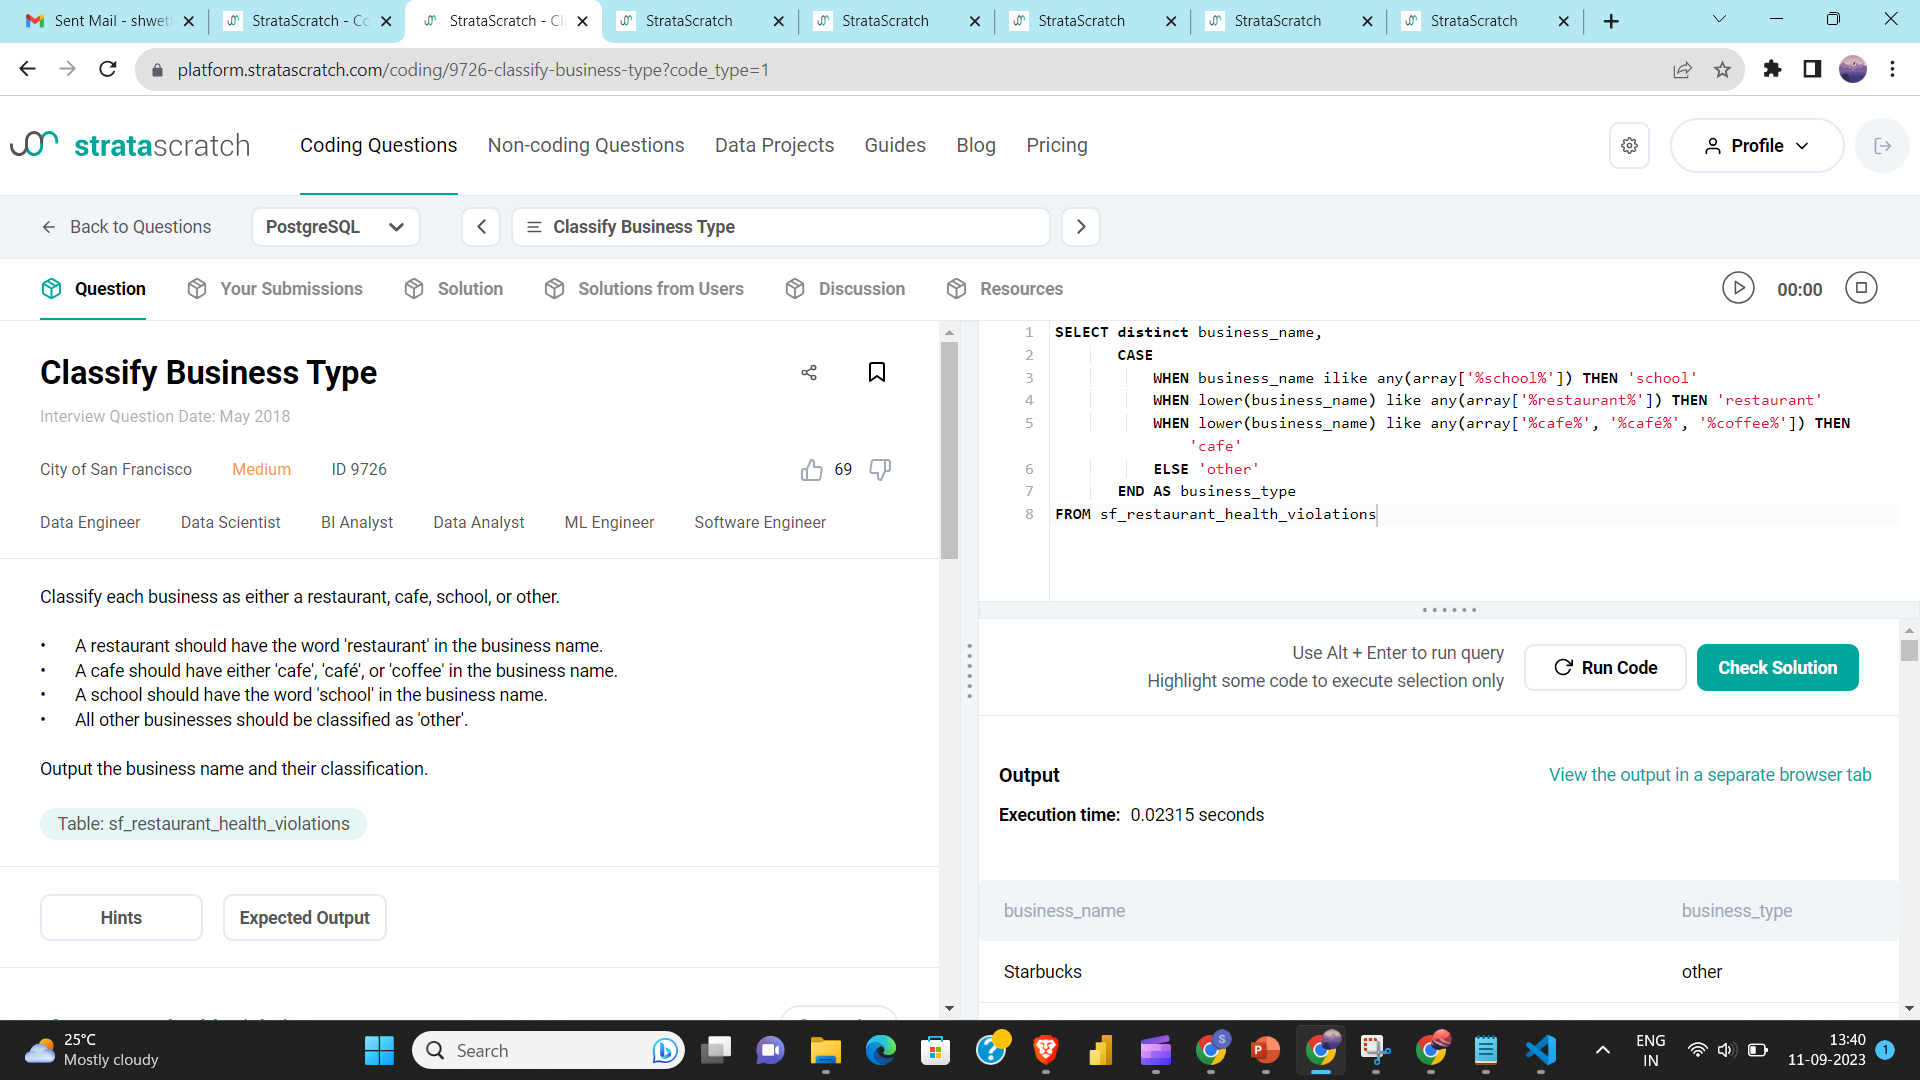 Sent Mail - shwet
StrataScratch - Co
StrataScratch - Cl
StrataScratch
StrataScratch
StrataScratch
StrataScratch
StrataScratch
platform.stratascratch.com/coding/9726-classify-business-type?code_type=1
stratascratch
Coding Questions
Non-coding Questions
Data Projects
Guides
Blog
Pricing
Profile
Back to Questions
PostgreSQL
Classify Business Type
Question
Your Submissions
Solution
Solutions from Users
Discussion
Resources
00:00
Classify Business Type
Interview Question Date: May 2018
City of San Francisco
Medium
ID 9726
69
Data Engineer
Data Scientist
BI Analyst
Data Analyst
ML Engineer
Software Engineer
Classify each business as either a restaurant, cafe, school, or other.
• A restaurant should have the word 'restaurant' in the business name.
• A cafe should have either 'cafe', 'café', or 'coffee' in the business name.
• A school should have the word 'school' in the business name.
• All other businesses should be classified as 'other'.
Output the business name and their classification.
Table: sf_restaurant_health_violations
Hints
Expected Output
1 SELECT distinct business_name,
2 CASE
3 WHEN business_name ilike any(array['%school%']) THEN 'school'
4 WHEN lower(business_name) like any(array['%restaurant%']) THEN 'restaurant'
5 WHEN lower(business_name) like any(array['%cafe%', '%café%', '%coffee%']) THEN
'cafe'
6 ELSE 'other'
7 END AS business_type
8 FROM sf_restaurant_health_violations
Use Alt + Enter to run query
Highlight some code to execute selection only
Run Code
Check Solution
Output
View the output in a separate browser tab
Execution time: 0.02315 seconds
business_name
business_type
Starbucks
other
25°C
Mostly cloudy
Search
ENG
IN
13:40
11-09-2023
1